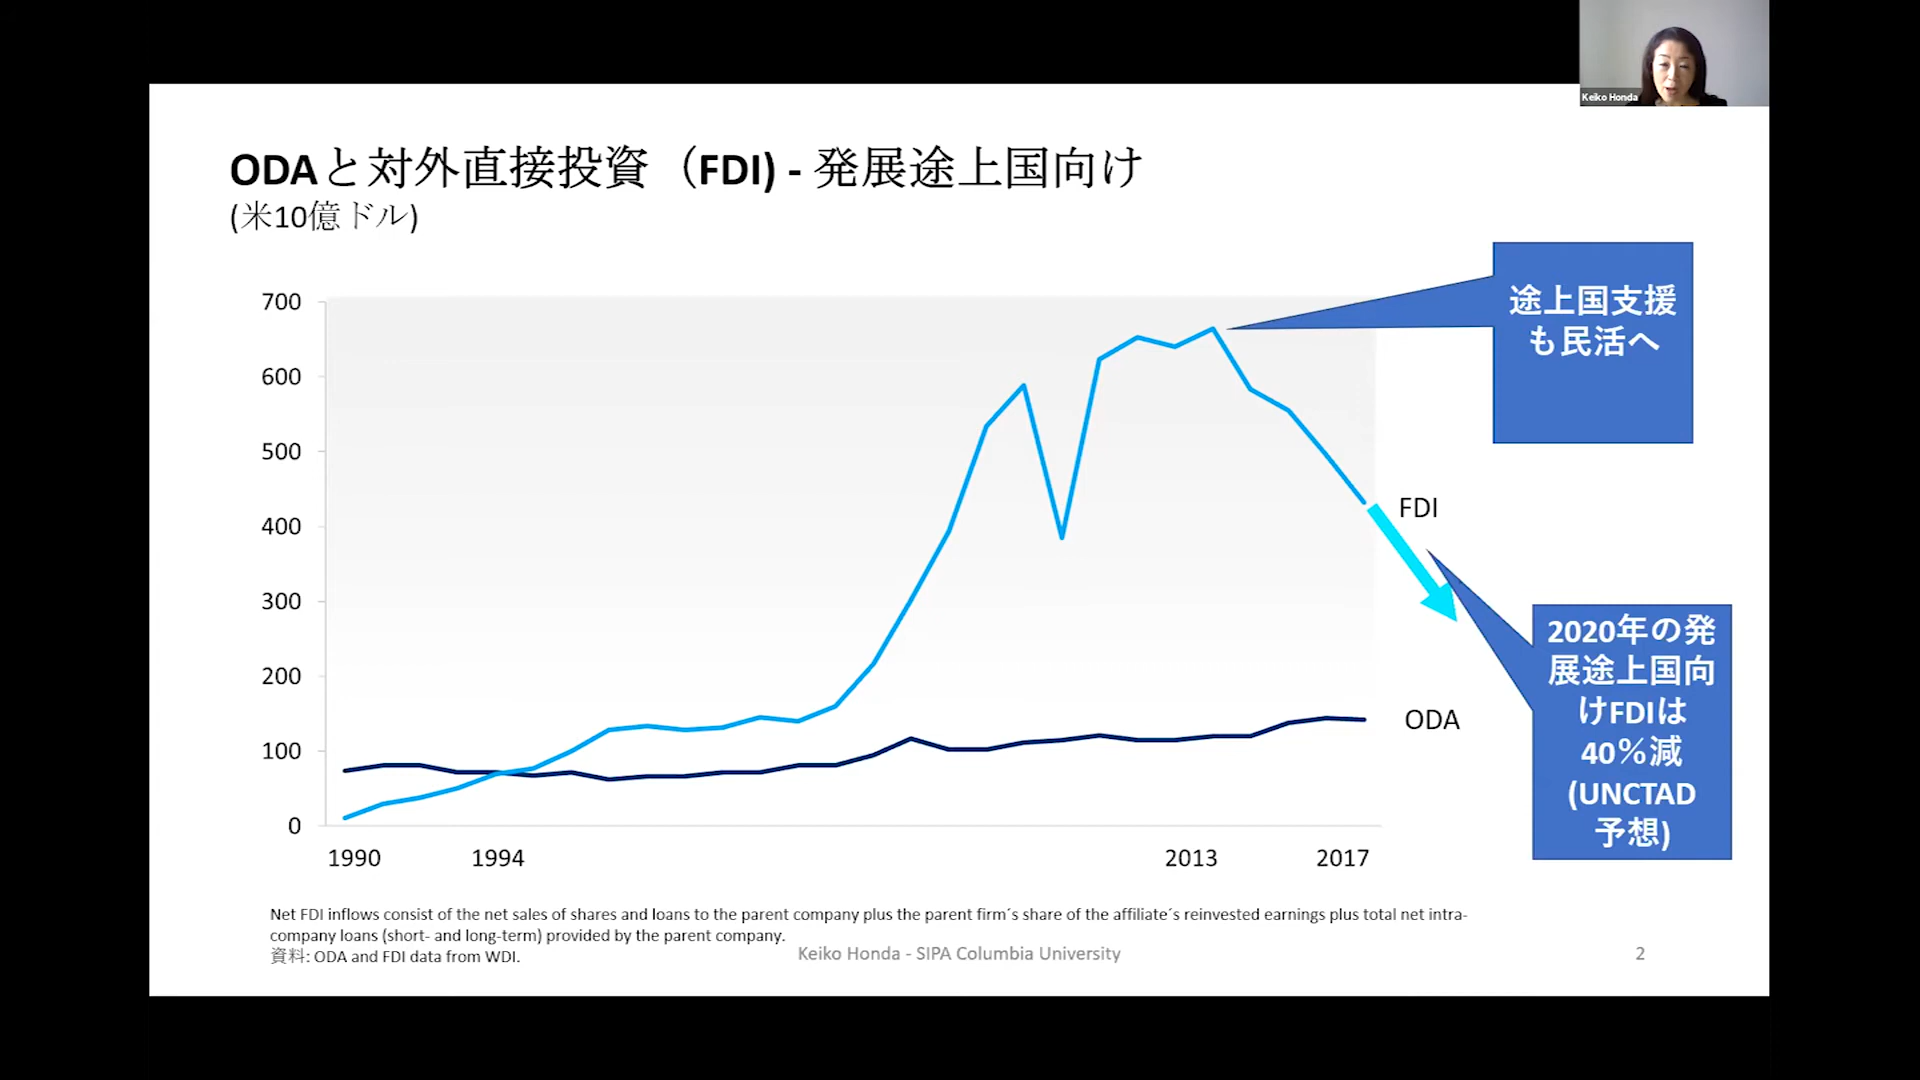 Keiko Honda
ODAと対外直接投資（FDI) - 発展途上国向け
(米10億ドル)
途上国支援
も民活へ
700
600
500
400
300
200
100
0
FDI
ODA
2020年の発
展途上国向
けFDIは
40%減
(UNCTAD
予想)
1990 1994 2013 2017
Net FDI inflows consist of the net sales of shares and loans to the parent company plus the parent firm´s share of the affiliate´s reinvested earnings plus total net intra-
company loans (short- and long-term) provided by the parent company.
資料: ODA and FDI data from WDI.
Keiko Honda - SIPA Columbia University
2